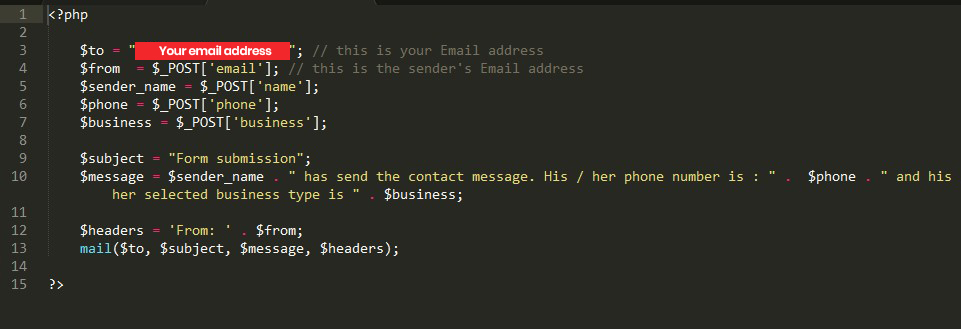 1 <?php
2
3 $to = "Your email address"; // this is your Email address
4 $from  = $_POST['email']; // this is the sender's Email address
5 $sender_name = $_POST['name'];
6 $phone = $_POST['phone'];
7 $business = $_POST['business'];
8
9 $subject = "Form submission";
10 $message = $sender_name . " has send the contact message. His / her phone number is : " .  $phone . " and his
her selected business type is " . $business;
11
12 $headers = 'From: ' . $from;
13 mail($to, $subject, $message, $headers);
14
15 ?>